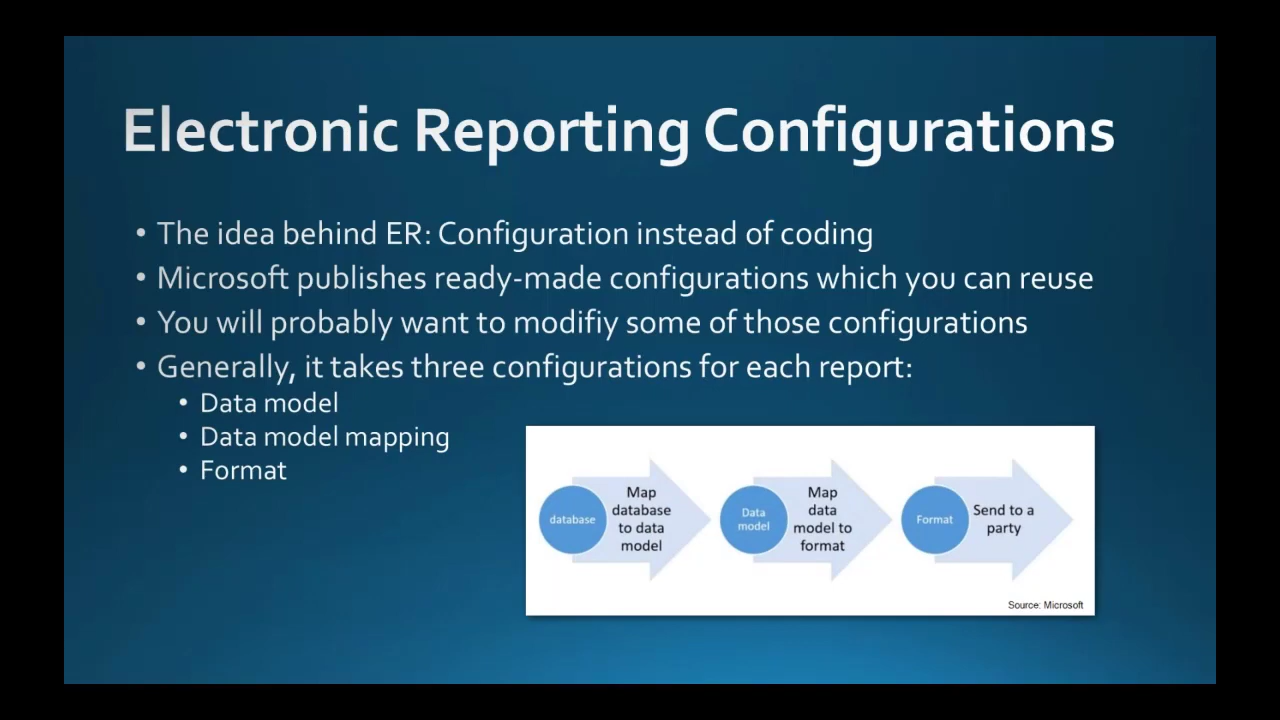 Electronic Reporting Configurations
• The idea behind ER: Configuration instead of coding
• Microsoft publishes ready-made configurations which you can reuse
• You will probably want to modifiy some of those configurations
• Generally, it takes three configurations for each report:
• Data model
• Data model mapping
• Format
database
Map
database
to data
model
Data
model
Map
data
model to
format
Format
Send to a
party
Source: Microsoft